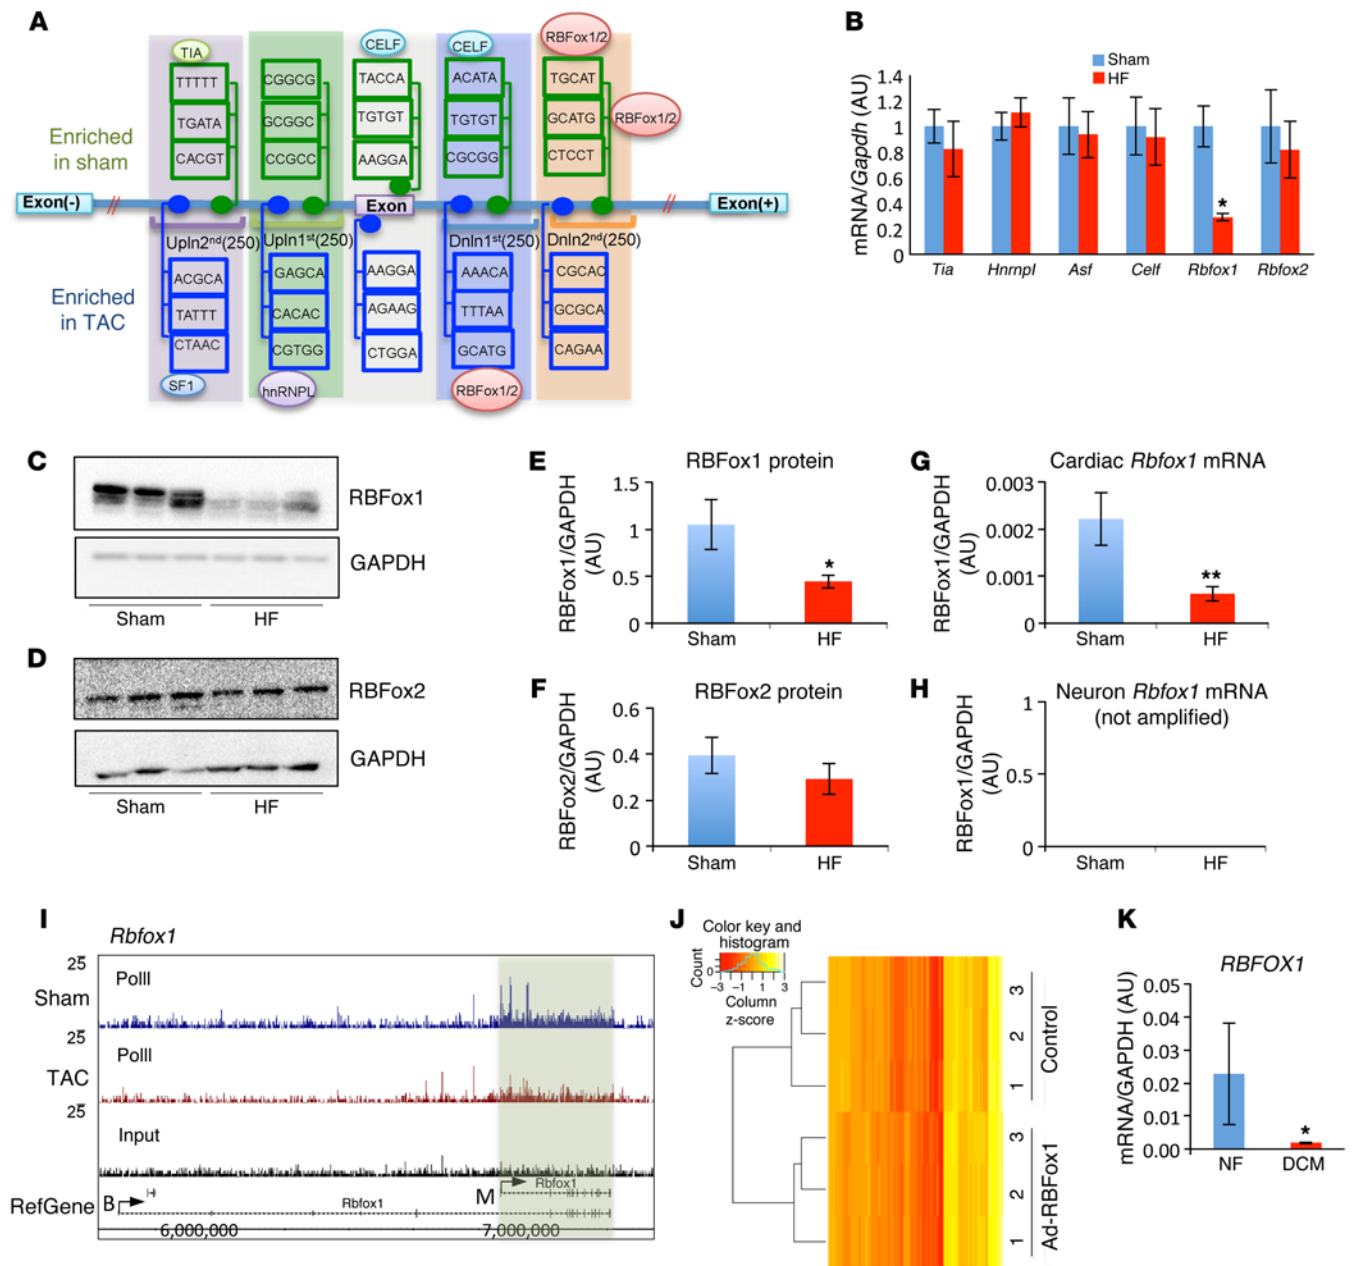 A
TIA
CELF
CELF
RBFox1/2
TTTTT
CGGCG
TACCA
ACATA
TGCAT
TGATA
GCGGC
TGTGT
TGTGT
GCATG
RBFox1/2
CACGT
CCGCC
AAGGA
CGCGG
CTCCT
Enriched
in sham
Exon(-)
//
Exon
//
Exon(+)
UpIn2nd(250)
UpIn1st(250)
DnIn1st(250)
DnIn2nd(250)
Enriched
in TAC
ACGCA
GAGCA
AAGGA
AAACA
CGCAC
TATTT
CACAC
AGAAG
TTTAA
GCGCA
CTAAC
CGTGG
CTGGA
GCATG
CAGAA
SF1
hnRNPL
RBFox1/2
B
Sham
HF
mRNA/Gapdh (AU)
1.4
1.2
1
0.8
0.6
0.4
0.2
0
*
Tia
Hnrnpl
Asf
Celf
Rbfox1
Rbfox2
C
RBFox1
GAPDH
Sham
HF
D
RBFox2
GAPDH
Sham
HF
E
RBFox1 protein
RBFox1/GAPDH
(AU)
1.5
1
0.5
0
*
Sham
HF
F
RBFox2 protein
RBFox2/GAPDH
(AU)
0.6
0.4
0.2
0
Sham
HF
G
Cardiac Rbfox1 mRNA
RBFox1/GAPDH
(AU)
0.003
0.002
0.001
0
**
Sham
HF
H
Neuron Rbfox1 mRNA
(not amplified)
RBFox1/GAPDH
(AU)
1
0.5
0
Sham
HF
I
Rbfox1
25
PolII
Sham
25
PolII
TAC
25
Input
RefGene
B
Rbfox1
M
Rbfox1
6,000,000
7,000,000
J
Color key and
histogram
Count
0
−3 −1 1 2 3
Column
z-score
3
2
1
Control
3
2
1
Ad-RBFox1
K
RBFOX1
mRNA/GAPDH (AU)
0.05
0.04
0.03
0.02
0.01
0.00
*
NF
DCM